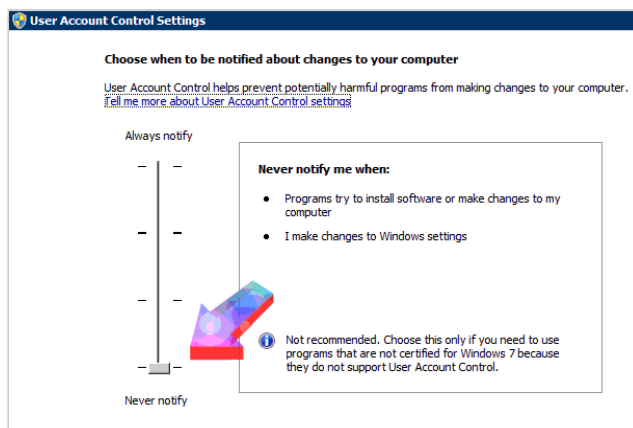 User Account Control Settings
Choose when to be notified about changes to your computer
User Account Control helps prevent potentially harmful programs from making changes to your computer.
Tell me more about User Account Control settings
Always notify
Never notify me when:
Programs try to install software or make changes to my
computer
I make changes to Windows settings
Not recommended. Choose this only if you need to use
programs that are not certified for Windows 7 because
they do not support User Account Control.
Never notify